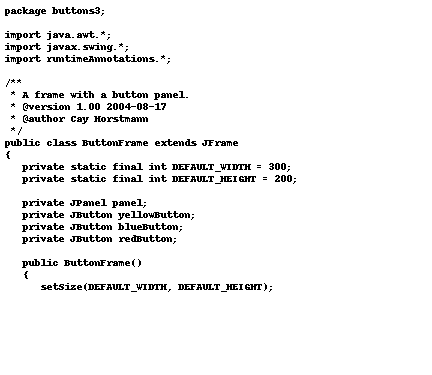 package buttons3;

import java.awt.*;
import javax.swing.*;
import runtimeAnnotations.*;

/**
 * A frame with a button panel.
 * @version 1.00 2004-08-17
 * @author Cay Horstmann
 */
public class ButtonFrame extends JFrame
{
   private static final int DEFAULT_WIDTH = 300;
   private static final int DEFAULT_HEIGHT = 200;

   private JPanel panel;
   private JButton yellowButton;
   private JButton blueButton;
   private JButton redButton;

   public ButtonFrame()
   {
      setSize(DEFAULT_WIDTH, DEFAULT_HEIGHT);